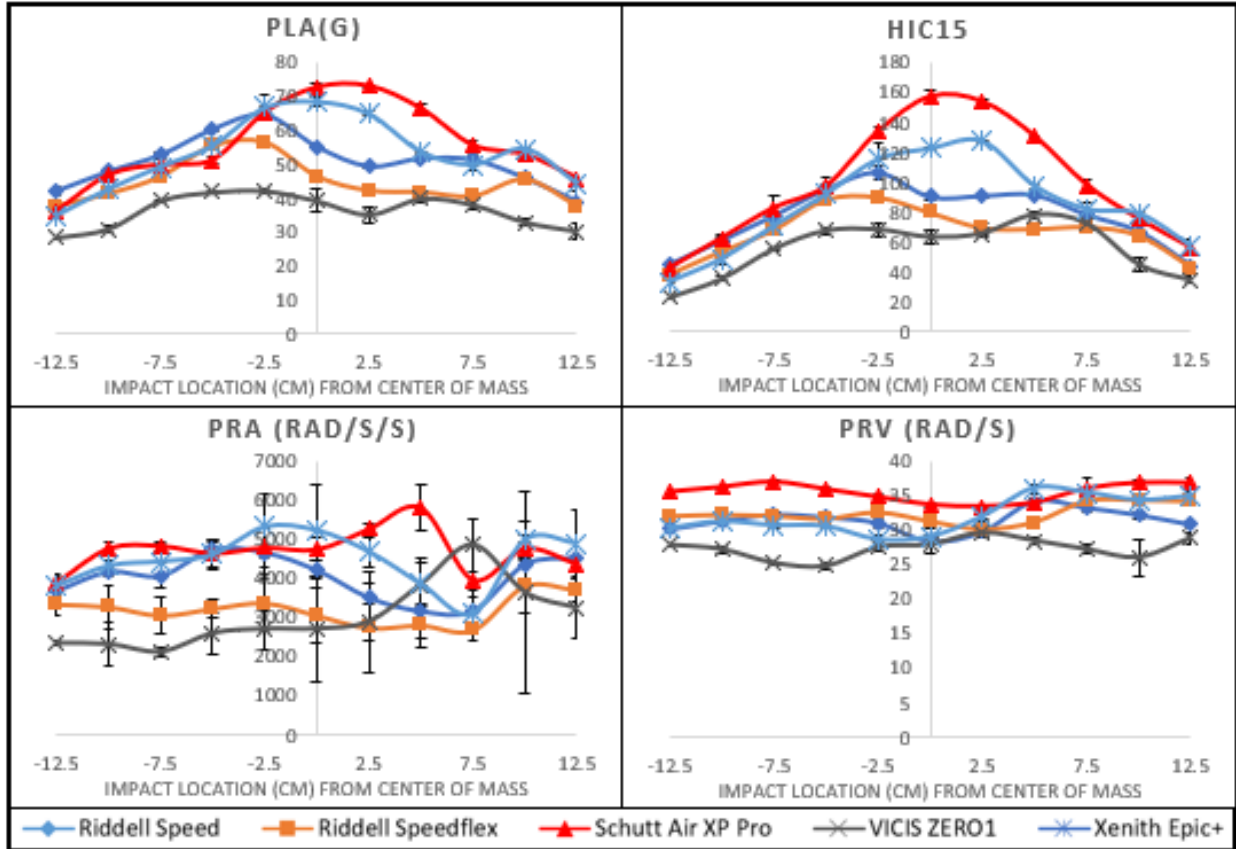 PLA(G)
80
70
60
50
40
30
20
10
0
-12.5 -7.5 -2.5 2.5 7.5 12.5
IMPACT LOCATION (CM) FROM CENTER OF MASS
HIC15
180
160
140
120
100
80
60
40
20
0
-12.5 -7.5 -2.5 2.5 7.5 12.5
IMPACT LOCATION (CM) FROM CENTER OF MASS
PRA (RAD/S/S)
7000
6000
5000
4000
3000
2000
1000
0
-12.5 -7.5 -2.5 2.5 7.5 12.5
IMPACT LOCATION (CM) FROM CENTER OF MASS
PRV (RAD/S)
40
35
30
25
20
15
10
5
0
-12.5 -7.5 -2.5 2.5 7.5 12.5
IMPACT LOCATION (CM) FROM CENTER OF MASS
Riddell Speed Riddell Speedflex Schutt Air XP Pro VICIS ZERO1 Xenith Epic+